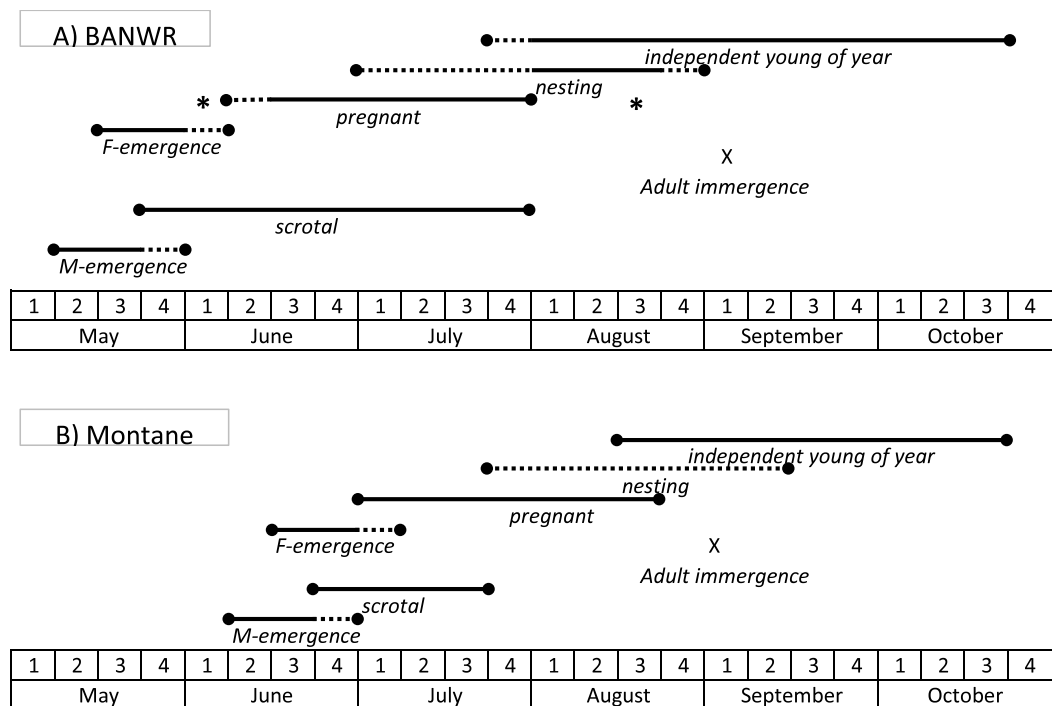 A) BANWR
independent young of year
nesting
*
*
pregnant
F-emergence
X
Adult immergence
scrotal
M-emergence
1 2 3 4 1 2 3 4 1 2 3 4 1 2 3 4 1 2 3 4 1 2 3 4
May June July August September October
B) Montane
independent young of year
nesting
pregnant
F-emergence
X
Adult immergence
scrotal
M-emergence
1 2 3 4 1 2 3 4 1 2 3 4 1 2 3 4 1 2 3 4 1 2 3 4
May June July August September October